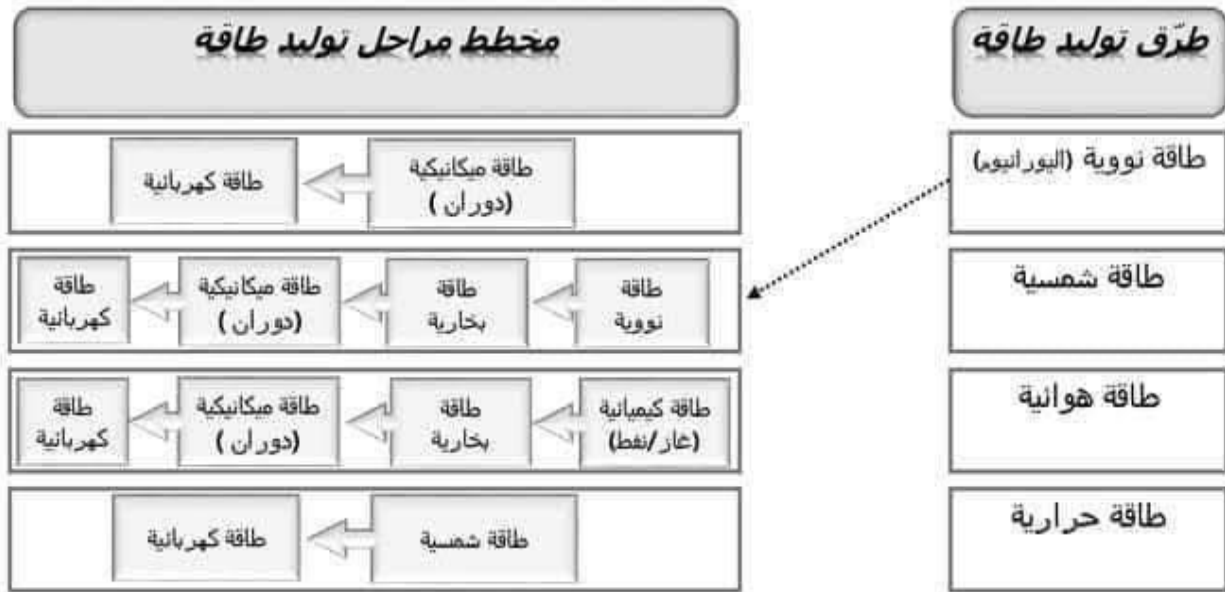 طرّق توليد طاقة
مخطط مراحل توليد طاقة
طاقة نووية (اليورانيوم)
طاقة ميكانيكية
(دوران)
طاقة كهربائية
طاقة شمسية
طاقة
نووية
طاقة
بخارية
طاقة ميكانيكية
(دوران)
طاقة
كهربائية
طاقة هوائية
طاقة كيميائية
(غاز/نفط)
طاقة
بخارية
طاقة ميكانيكية
(دوران)
طاقة
كهربائية
طاقة حرارية
طاقة شمسية
طاقة كهربائية